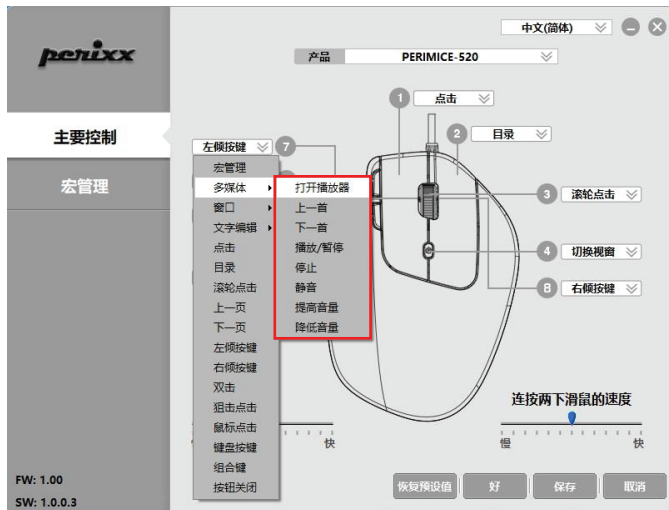 中文(简体)
perixx
产品
PERIMICE-520
1
点击
2
目录
主要控制
左倾按键
7
宏管理
宏管理
多媒体
打开播放器
3
滚轮点击
窗口
上一首
文字编辑
下一首
点击
播放/暂停
4
切换视窗
目录
停止
滚轮点击
静音
8
右倾按键
上一页
提高音量
下一页
降低音量
左倾按键
右倾按键
双击
狙击点击
连按两下滑鼠的速度
鼠标点击
键盘按键
快
慢
快
组合键
FW: 1.00
按钮关闭
恢复预设值
好
保存
取消
SW: 1.0.0.3